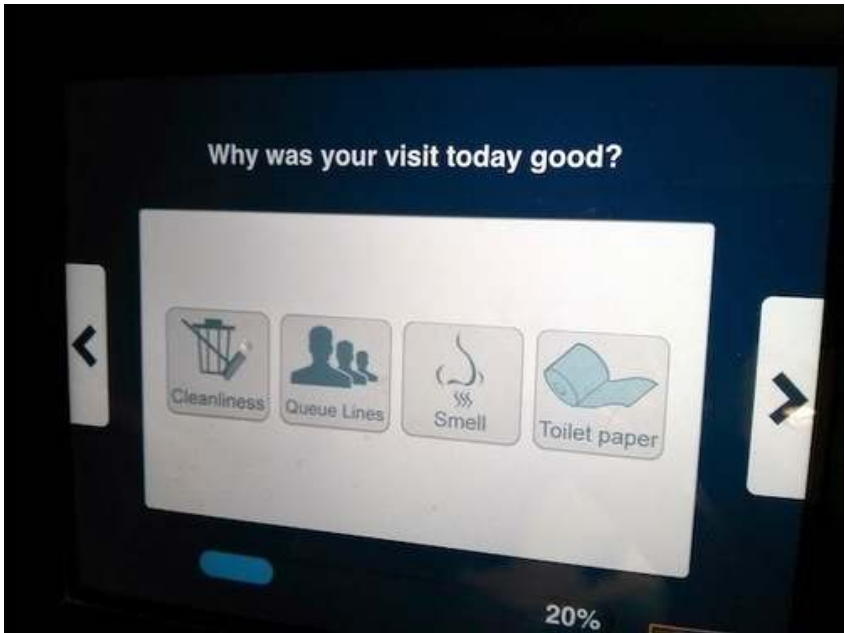 Why was your visit today good?
Cleanliness
Queue Lines
Smell
Toilet paper
20%